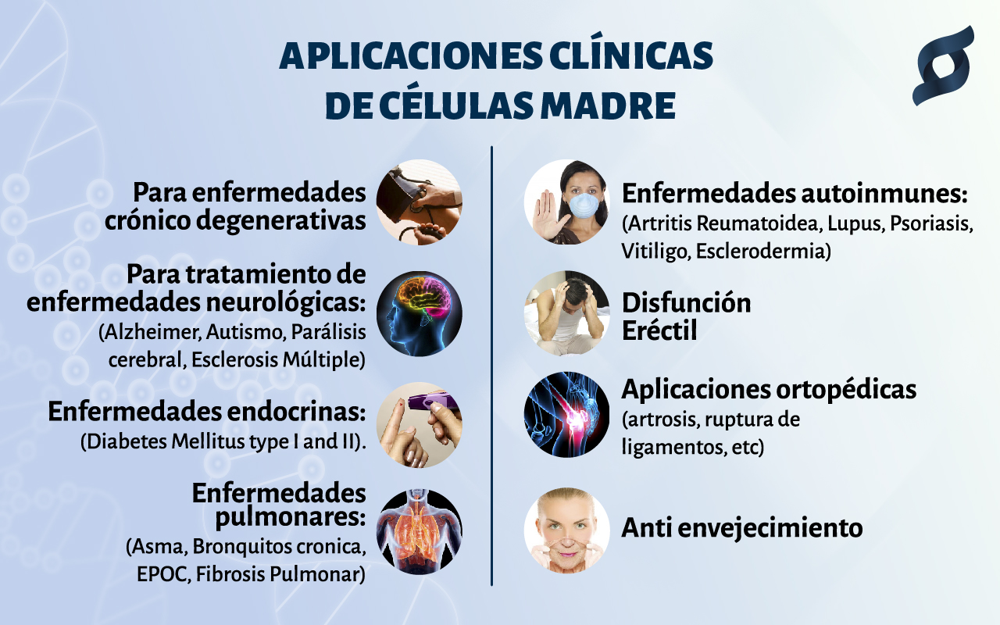 APLICACIONES CLÍNICAS
DE CÉLULAS MADRE
Para enfermedades
crónico degenerativas
Para tratamiento de
enfermedades neurológicas:
(Alzheimer, Autismo, Parálisis
cerebral, Esclerosis Múltiple)
Enfermedades endocrinas:
(Diabetes Mellitus type I and II).
Enfermedades
pulmonares:
(Asma, Bronquitos cronica,
EPOC, Fibrosis Pulmonar)
Enfermedades autoinmunes:
(Artritis Reumatoidea, Lupus, Psoriasis,
Vitiligo, Esclerodermia)
Disfunción
Eréctil
Aplicaciones ortopédicas
(artrosis, ruptura de
ligamentos, etc)
Anti envejecimiento